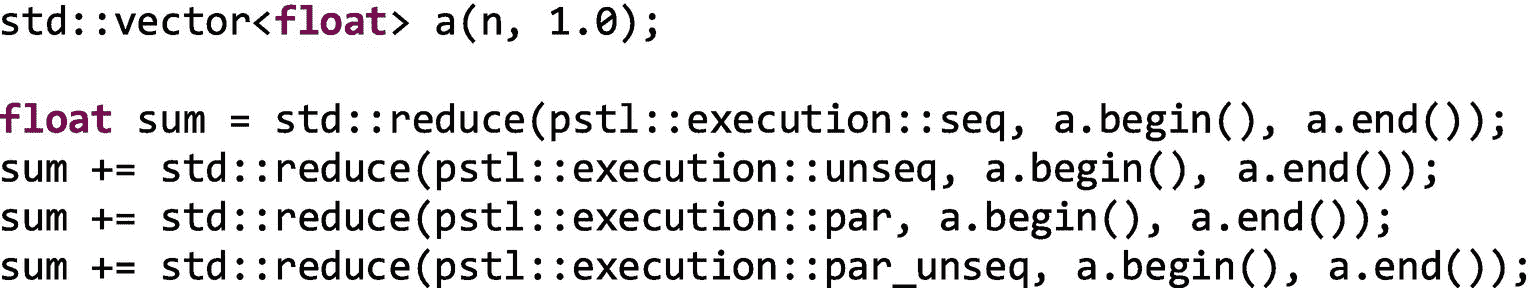 std::vector<float> a(n, 1.0);
float sum = std::reduce(pstl::execution::seq, a.begin(), a.end());
sum += std::reduce(pstl::execution::unseq, a.begin(), a.end());
sum += std::reduce(pstl::execution::par, a.begin(), a.end());
sum += std::reduce(pstl::execution::par_unseq, a.begin(), a.end());